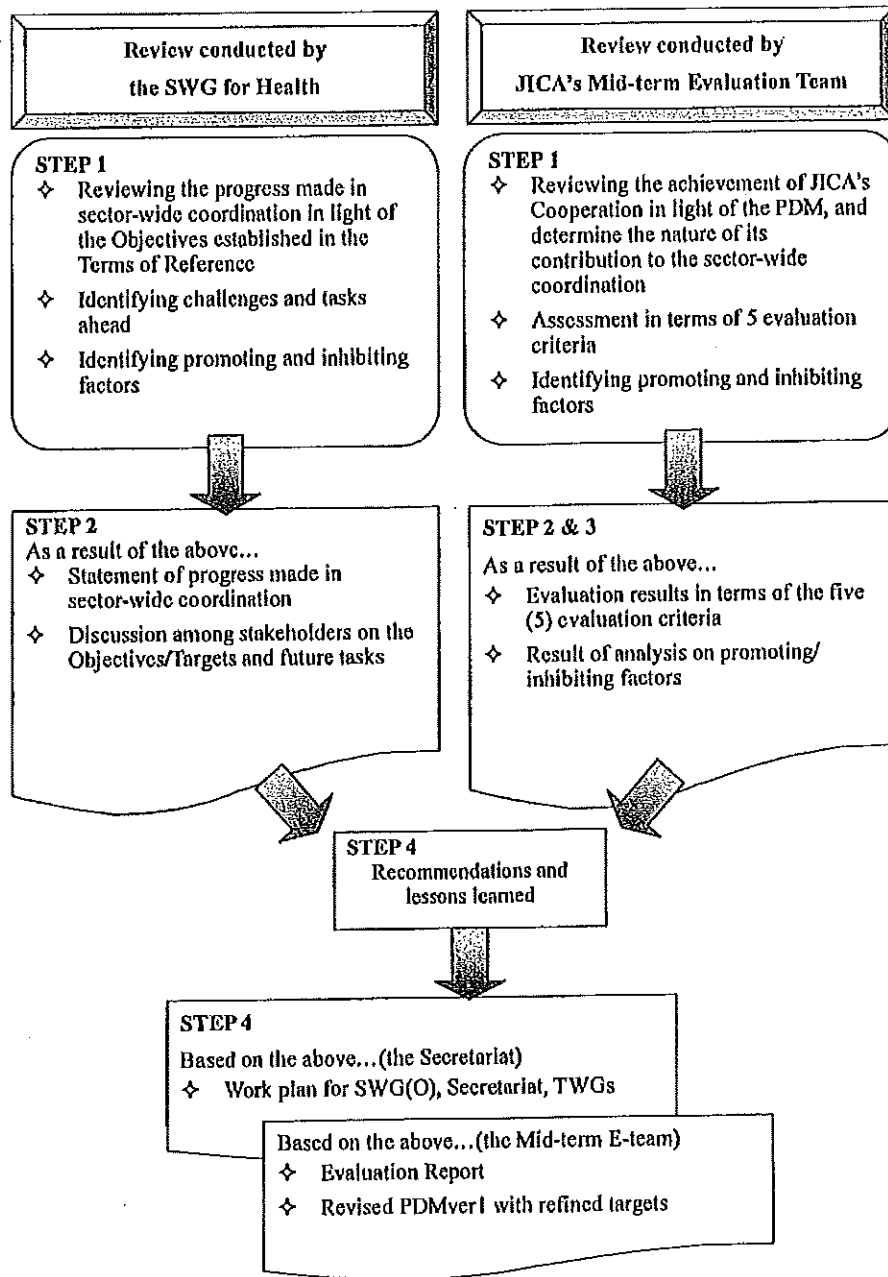 Review conducted by
the SWG for Health
Review conducted by
JICA's Mid-term Evaluation Team
STEP 1
✧ Reviewing the progress made in
sector-wide coordination in light of
the Objectives established in the
Terms of Reference
✧ Identifying challenges and tasks
ahead
✧ Identifying promoting and inhibiting
factors
STEP 1
✧ Reviewing the achievement of JICA's
Cooperation in light of the PDM, and
determine the nature of its
contribution to the sector-wide
coordination
✧ Assessment in terms of 5 evaluation
criteria
✧ Identifying promoting and inhibiting
factors
STEP 2
As a result of the above...
✧ Statement of progress made in
sector-wide coordination
✧ Discussion among stakeholders on the
Objectives/Targets and future tasks
STEP 2 & 3
As a result of the above...
✧ Evaluation results in terms of the five
(5) evaluation criteria
✧ Result of analysis on promoting/
inhibiting factors
STEP 4
Recommendations and
lessons learned
STEP 4
Based on the above...(the Secretariat)
✧ Work plan for SWG(O), Secretariat, TWGs
Based on the above...(the Mid-term E-team)
✧ Evaluation Report
✧ Revised PDMver1 with refined targets